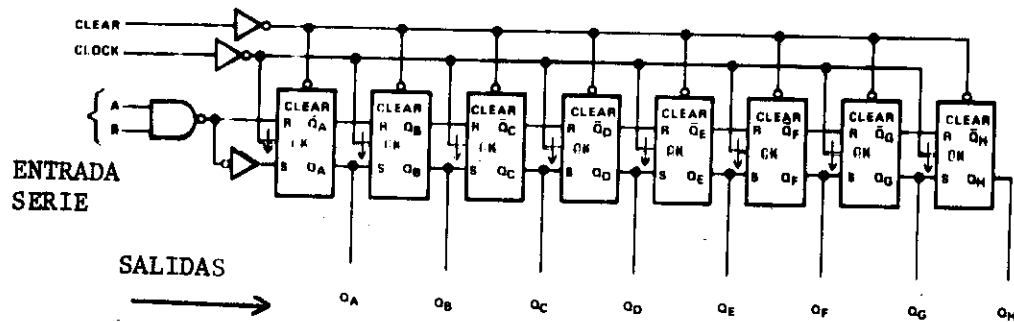 CLEAR
CLOCK
A
B
ENTRADA
SERIE
CLEAR CLEAR CLEAR CLEAR CLEAR CLEAR CLEAR CLEAR
R Q̄A R Q̄B R Q̄C R Q̄D R Q̄E R Q̄F R Q̄G R Q̄H
CK CK CK CK CK CK CK CK
S QA S QB S QC S QD S QE S QF S QG S QH
SALIDAS
QA QB QC QD QE QF QG QH